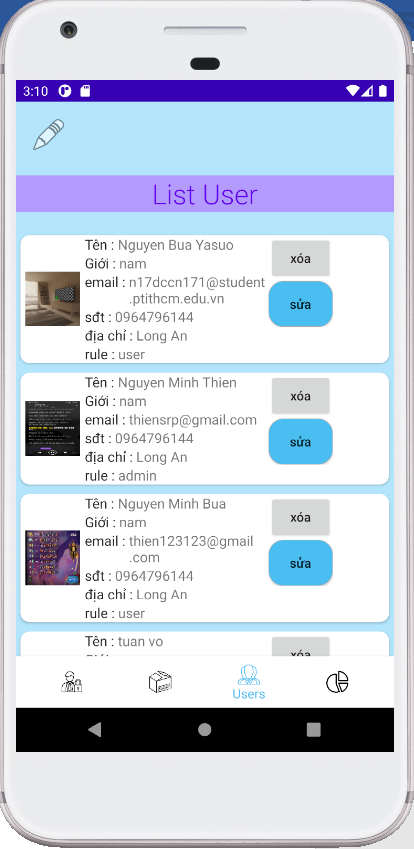 3:10
List User
Tên : Nguyen Bua Yasuo
Giới : nam
email : n17dccn171@student
.ptithcm.edu.vn
sđt : 0964796144
địa chỉ : Long An
rule : user
xóa
sửa
Tên : Nguyen Minh Thien
Giới : nam
email : thiensrp@gmail.com
sđt : 0964796144
địa chỉ : Long An
rule : admin
xóa
sửa
Tên : Nguyen Minh Bua
Giới : nam
email : thien123123@gmail
.com
sđt : 0964796144
địa chỉ : Long An
rule : user
xóa
sửa
Tên : tuan vo
xóa
Users